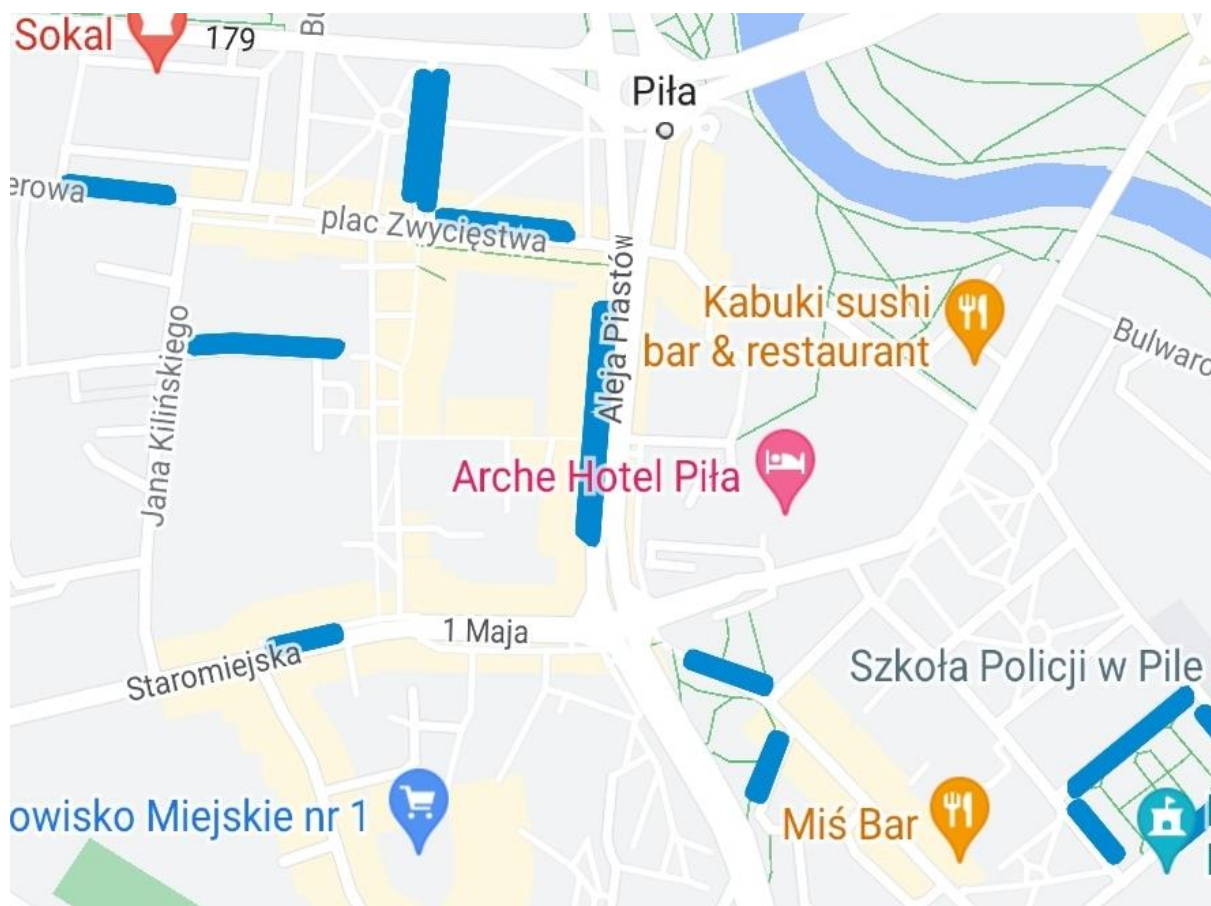 Sokal
179
Piła
erowa
plac Zwycięstwa
Aleja Piastów
Kabuki sushi
bar & restaurant
Bulwaro
Jana Kilińskiego
Arche Hotel Piła
1 Maja
Staromiejska
Szkoła Policji w Pile
owisko Miejskie nr 1
Miś Bar